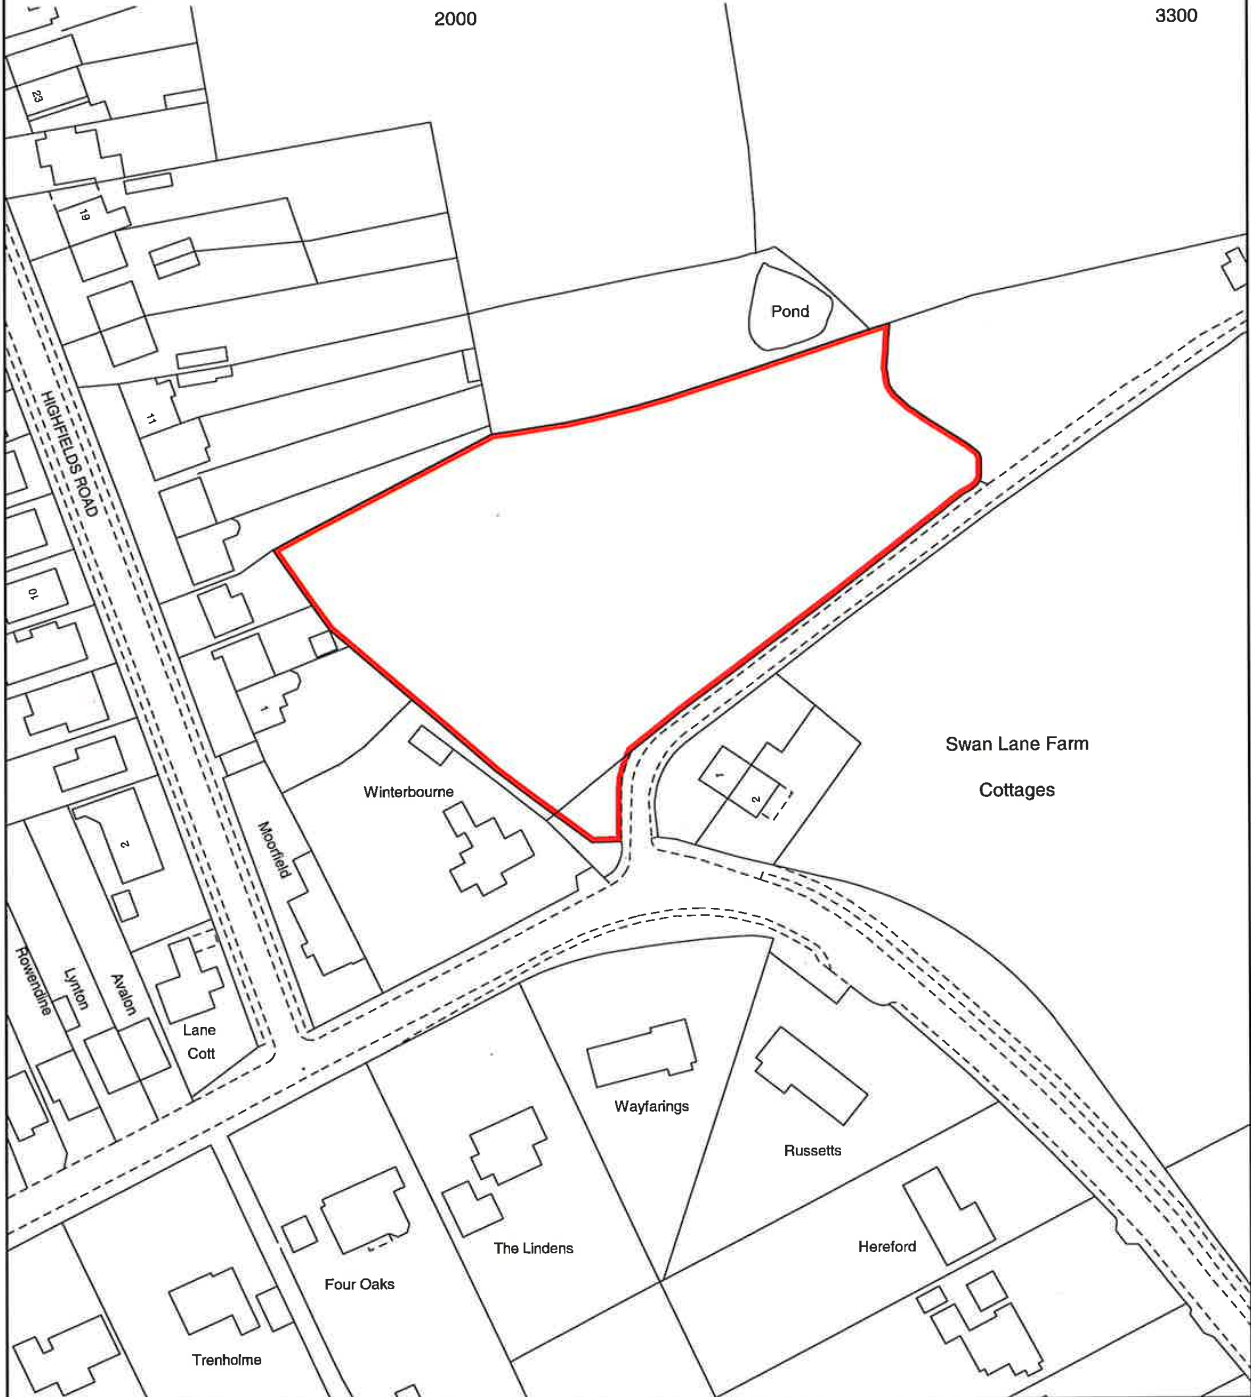 2000
3300
23
19
Pond
11
HIGHFIELDS ROAD
10
1
Swan Lane Farm
Cottages
1
2
Winterbourne
Moorfield
2
Rowendine
Lynton
Avalon
Lane
Cott
Wayfarings
Russetts
The Lindens
Hereford
Four Oaks
Trenholme